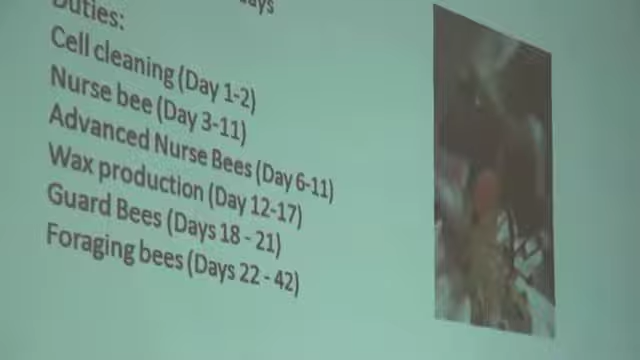 Duties:
Cell cleaning (Day 1-2)
Nurse bee (Day 3-11)
Advanced Nurse Bees (Day 6-11)
Wax production (Day 12-17)
Guard Bees (Days 18 - 21)
Foraging bees (Days 22 - 42)